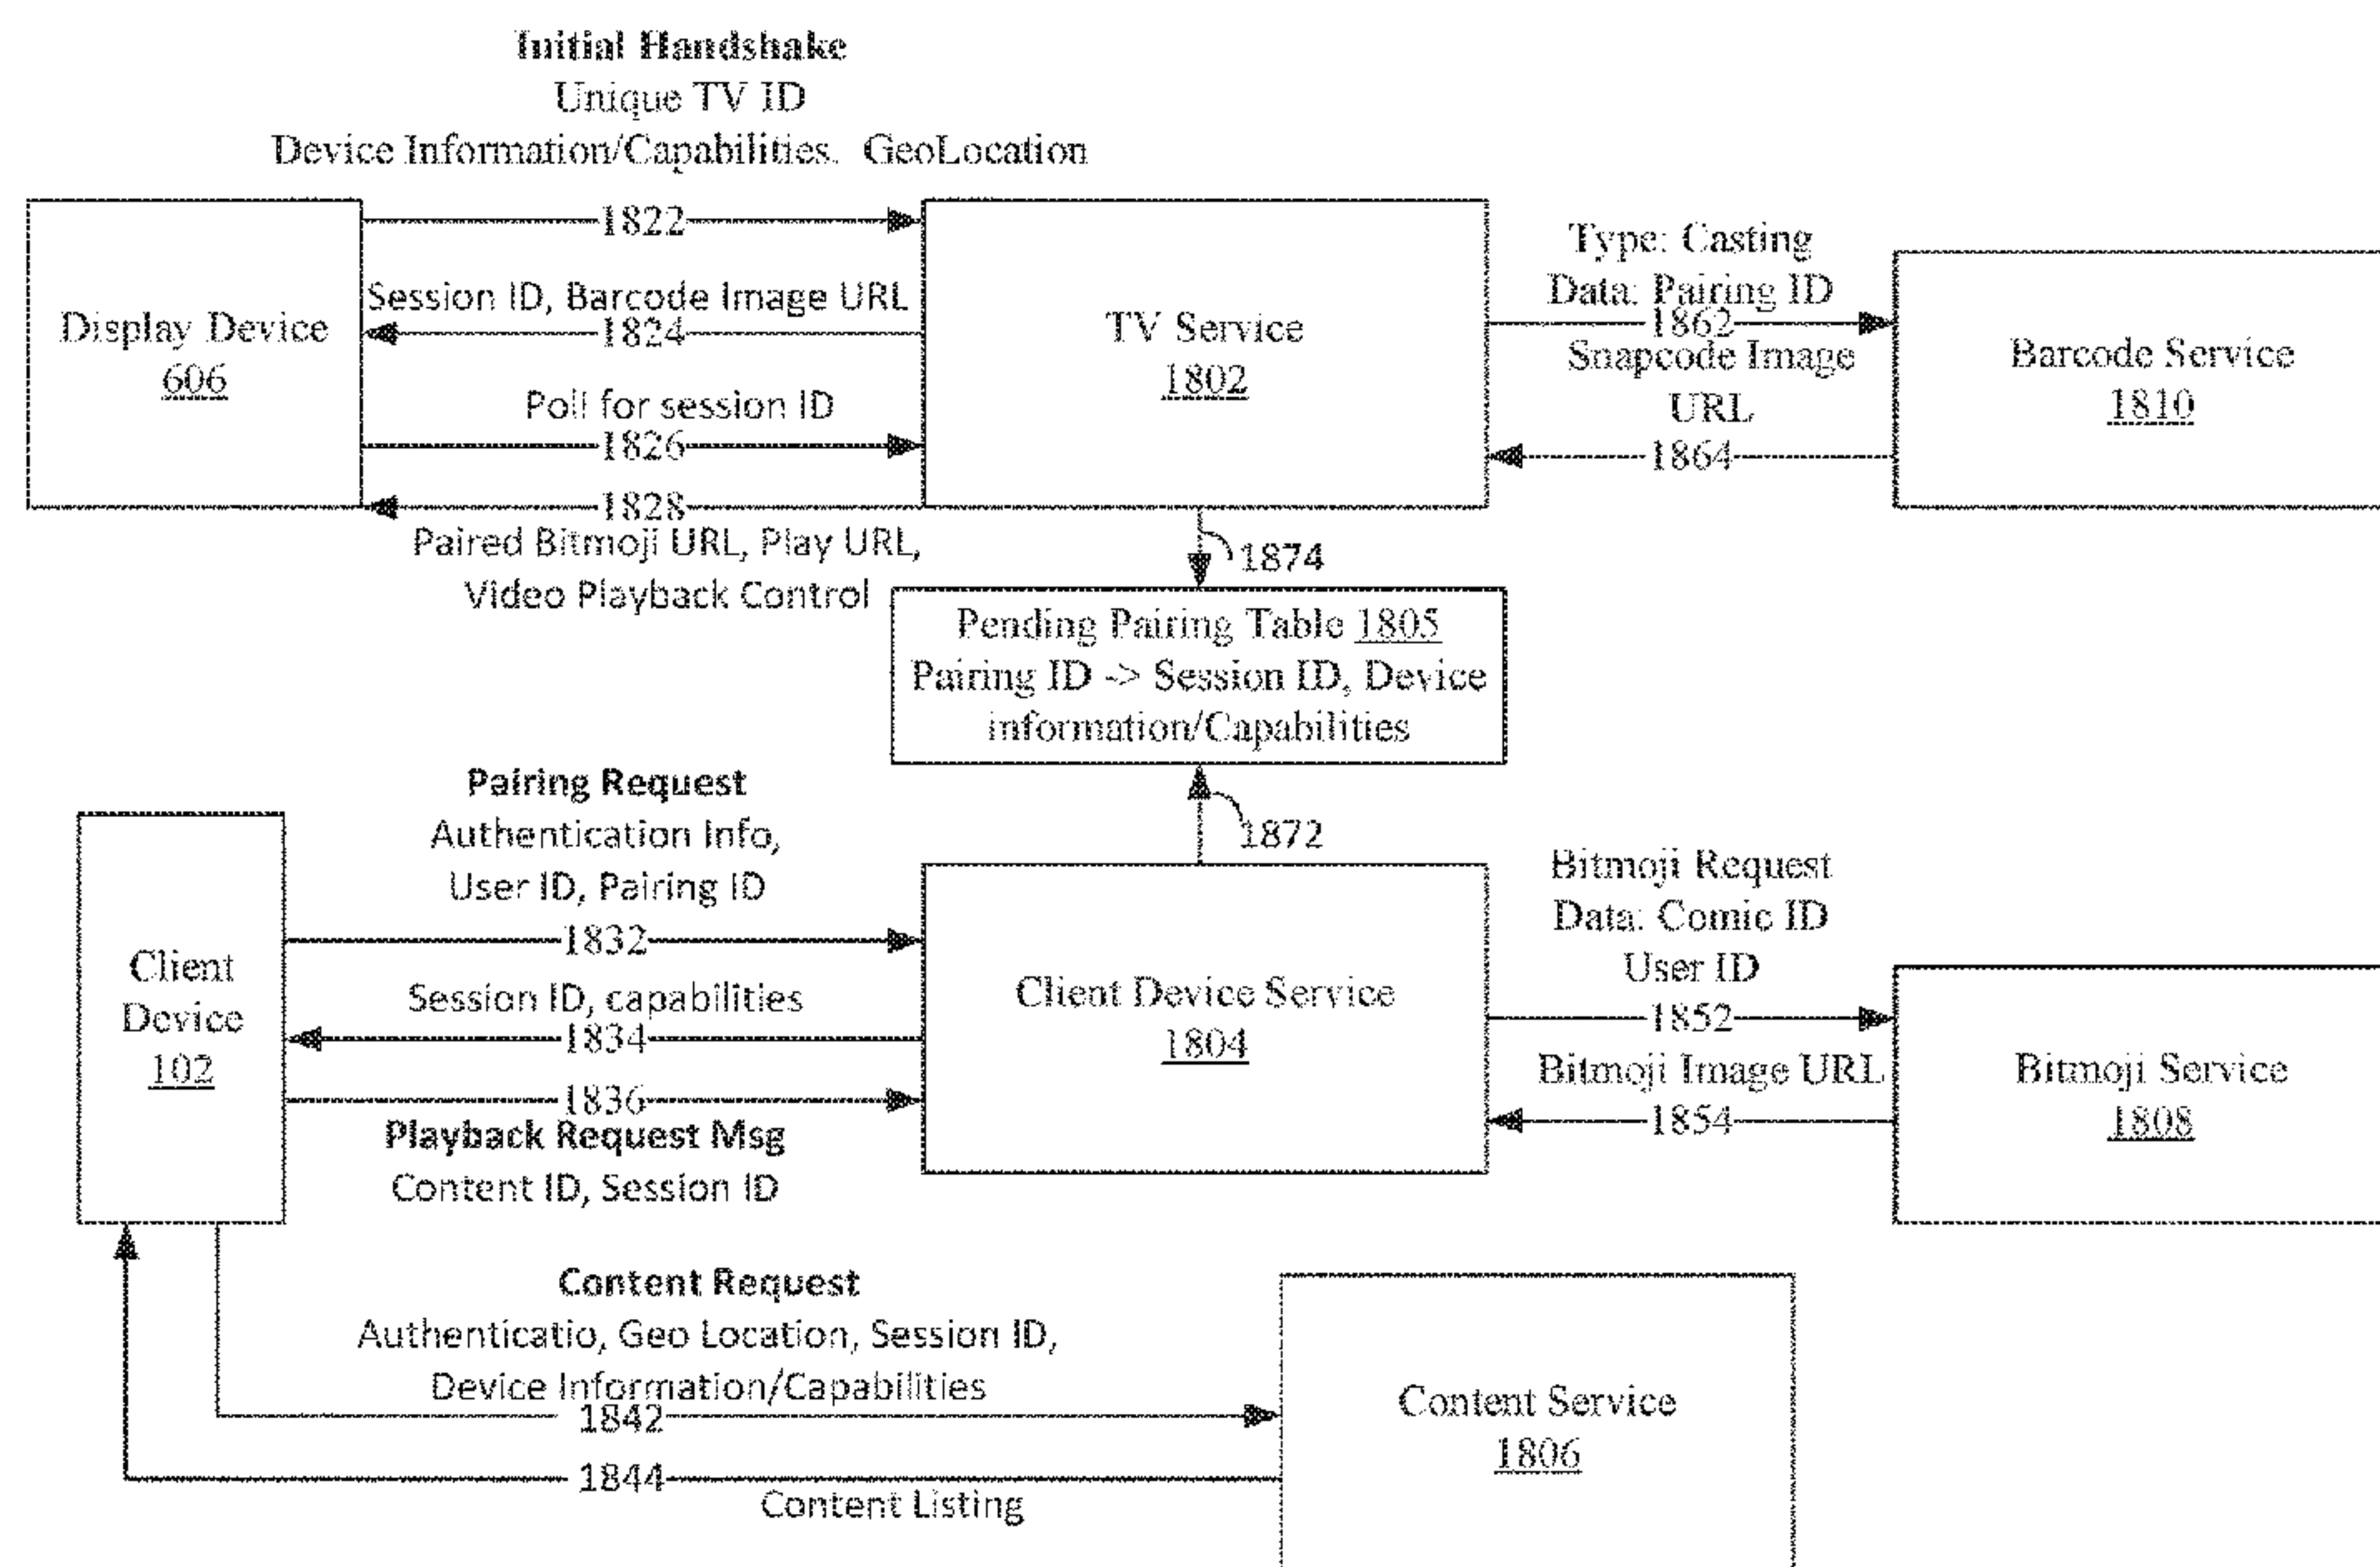 Initial Handshake
Unique TV ID
Device Information/Capabilities. GeoLocation
1822
Session ID, Barcode Image URL
1824
Display Device
606
Poll for session ID
1826
1828
Paired Bitmoji URL, Play URL,
Video Playback Control
TV Service
1802
Type: Casting
Data: Pairing ID
1862
Snapcode Image
URL
1864
Barcode Service
1810
1874
Pending Pairing Table 1805
Pairing ID -> Session ID, Device
information/Capabilities
1872
Pairing Request
Authentication Info,
User ID, Pairing ID
1832
Session ID, capabilities
1834
1836
Playback Request Msg
Content ID, Session ID
Client
Device
102
Client Device Service
1804
Bitmoji Request
Data: Comic ID
User ID
1852
Bitmoji Image URL
1854
Bitmoji Service
1808
Content Request
Authenticatio, Geo Location, Session ID,
Device Information/Capabilities
1842
1844
Content Listing
Content Service
1806